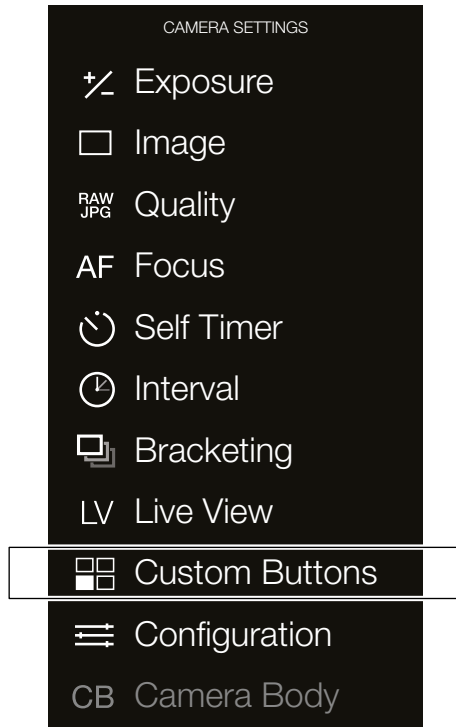 CAMERA SETTINGS
+/- Exposure
Image
RAW
JPG Quality
AF Focus
Self Timer
Interval
Bracketing
LV Live View
Custom Buttons
Configuration
CB Camera Body